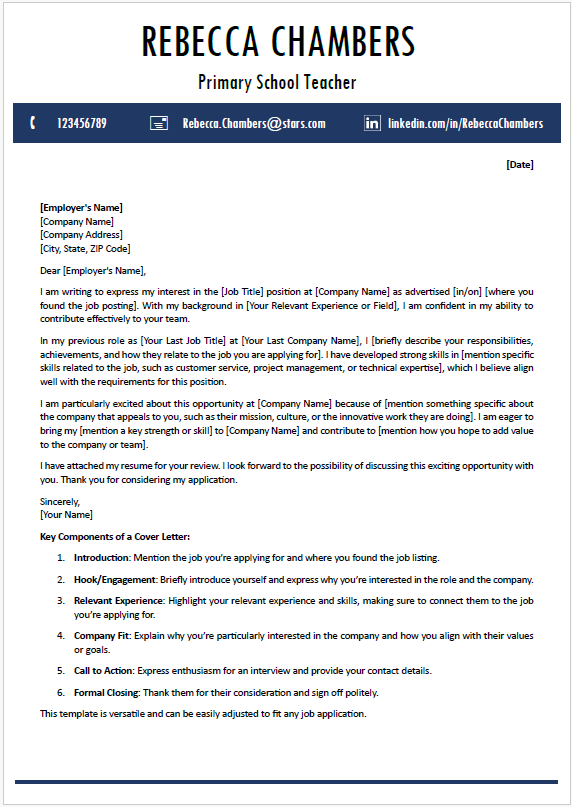 REBECCA CHAMBERS
Primary School Teacher
123456789 Rebecca.Chambers@stars.com in linkedin.com/in/RebeccaChambers
[Date]
[Employer's Name]
[Company Name]
[Company Address]
[City, State, ZIP Code]
Dear [Employer's Name],
I am writing to express my interest in the [Job Title] position at [Company Name] as advertised [in/on] [where you
found the job posting]. With my background in [Your Relevant Experience or Field], I am confident in my ability to
contribute effectively to your team.
In my previous role as [Your Last Job Title] at [Your Last Company Name], I [briefly describe your responsibilities,
achievements, and how they relate to the job you are applying for]. I have developed strong skills in [mention specific
skills related to the job, such as customer service, project management, or technical expertise], which I believe align
well with the requirements for this position.
I am particularly excited about this opportunity at [Company Name] because of [mention something specific about
the company that appeals to you, such as their mission, culture, or the innovative work they are doing]. I am eager to
bring my [mention a key strength or skill] to [Company Name] and contribute to [mention how you hope to add value
to the company or team].
I have attached my resume for your review. I look forward to the possibility of discussing this exciting opportunity with
you. Thank you for considering my application.
Sincerely,
[Your Name]
Key Components of a Cover Letter:
1. Introduction: Mention the job you're applying for and where you found the job listing.
2. Hook/Engagement: Briefly introduce yourself and express why you're interested in the role and the company.
3. Relevant Experience: Highlight your relevant experience and skills, making sure to connect them to the job
you're applying for.
4. Company Fit: Explain why you're particularly interested in the company and how you align with their values
or goals.
5. Call to Action: Express enthusiasm for an interview and provide your contact details.
6. Formal Closing: Thank them for their consideration and sign off politely.
This template is versatile and can be easily adjusted to fit any job application.